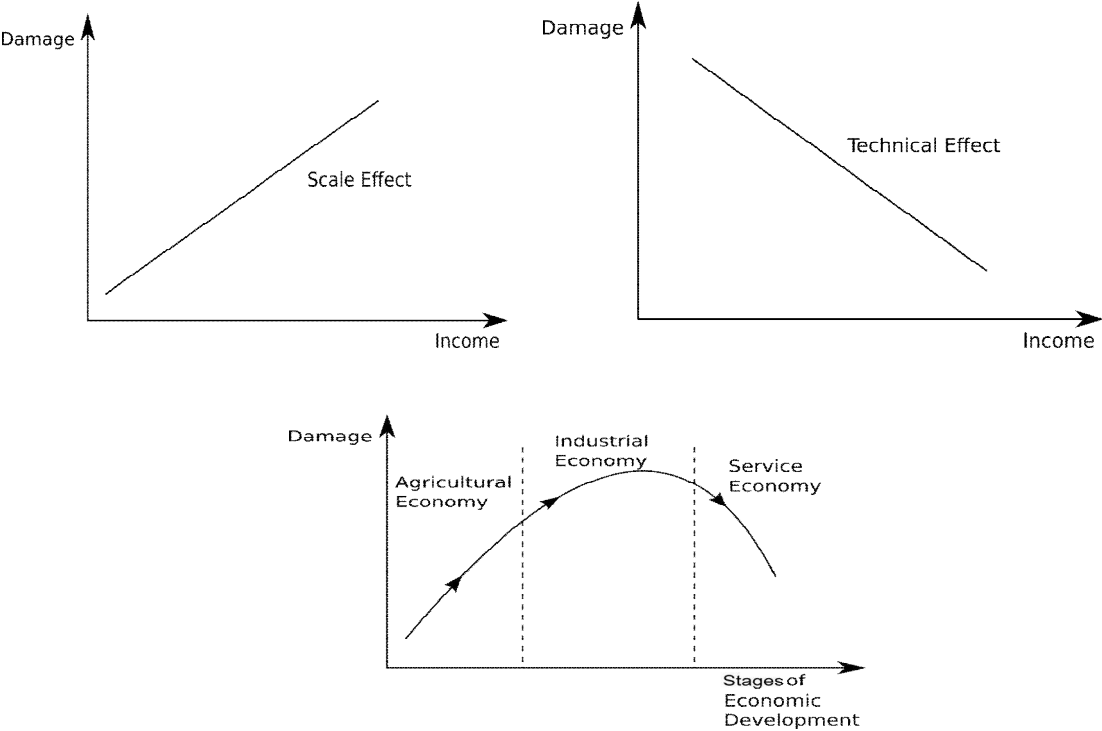 Damage
Scale Effect
Income
Damage
Technical Effect
Income
Damage
Agricultural
Economy
Industrial
Economy
Service
Economy
Stages of
Economic
Development